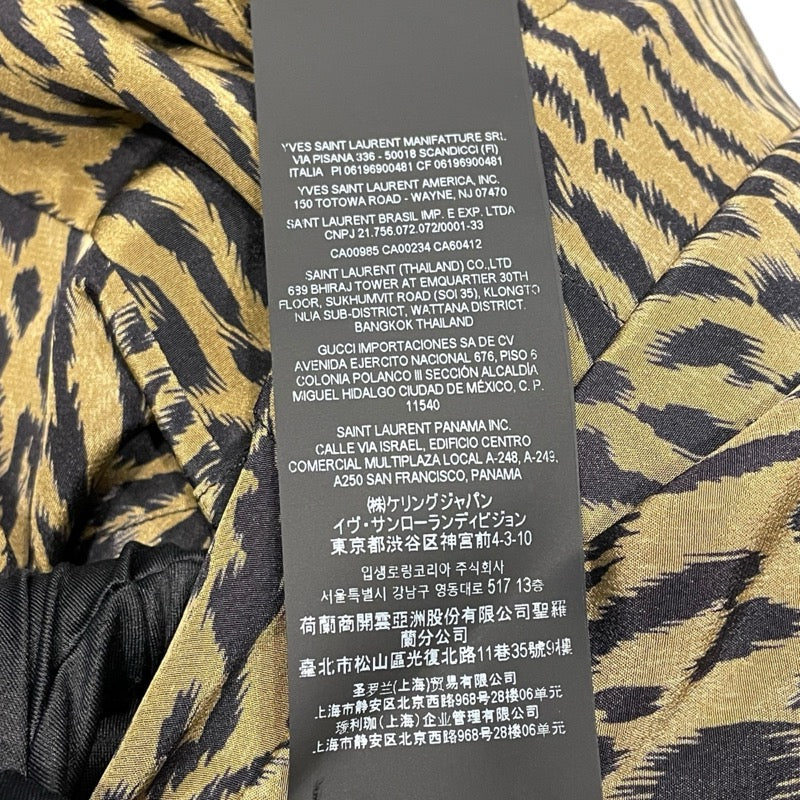 YVES SAINT LAURENT MANIFATTURE SRL
VIA PISANA 336 - 50018 SCANDICCI (FI)
ITALIA PI 06196900481 CF 06196900481
YVES SAINT LAURENT AMERICA, INC.
150 TOTOWA ROAD - WAYNE, NJ 07470
SAINT LAURENT BRASIL IMP. E EXP. LTDA
CNPJ 21.756.072.072/0001-33
CA00985 CA00234 CA60412
SAINT LAURENT (THAILAND) CO.,LTD
639 BHIRAJ TOWER AT EMQUARTIER 30TH
FLOOR, SUKHUMVIT ROAD (SOI 35), KLONGTO
NUA SUB-DISTRICT, WATTANA DISTRICT.
BANGKOK THAILAND
GUCCI IMPORTACIONES SA DE CV
AVENIDA EJERCITO NACIONAL 676, PISO 6
COLONIA POLANCO III SECCIÓN ALCALDÍA
MIGUEL HIDALGO CIUDAD DE MÉXICO, C. P.
11540
SAINT LAURENT PANAMA INC.
CALLE VIA ISRAEL, EDIFICIO CENTRO
COMERCIAL MULTIPLAZA LOCAL A-248, A-249,
A250 SAN FRANCISCO, PANAMA
㈱ケリングジャパン
イヴ・サンローランディビジョン
東京都渋谷区神宮前4-3-10
입생로랑코리아 주식회사
서울특별시 강남구 영동대로 517 13층
荷蘭商開雲亞洲股份有限公司聖羅
蘭分公司
臺北市松山區光復北路11巷35號9樓
圣罗兰(上海)贸易有限公司
上海市静安区北京西路968号28楼06单元
瑗利珈(上海)企业管理有限公司
上海市静安区北京西路968号28楼06单元